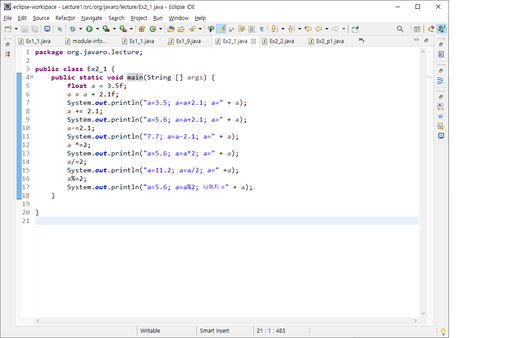 eclipse-workspace - Lecture1/src/org/javaro/lecture/Ex2_1.java - Eclipse IDE
File Edit Source Refactor Navigate Search Project Run Window Help
Ex1_1.java module-info... Ex1_1.java Ex1_9.java Ex2_1.java Ex2_2.java Ex2_p1.java
1 package org.javaro.lecture;
2
3 public class Ex2_1 {
4 public static void main(String [] args) {
5 float a = 3.5f;
6 a = a + 2.1f;
7 System.out.println("a=3.5; a=a+2.1; a=" + a);
8 a += 2.1;
9 System.out.println("a=5.6; a=a+2.1; a=" + a);
10 a-=2.1;
11 System.out.println("7.7; a=a-2.1; a=" + a);
12 a *=2;
13 System.out.println("a=5.6; a=a*2; a=" + a);
14 a/=2;
15 System.out.println("a=11.2; a=a/2; a=" +a);
16 a%=2;
17 System.out.println("a=5.6; a=a%2; 나머지=" + a);
18 }
19
20 }
21
Writable Smart Insert 21 : 1 : 483